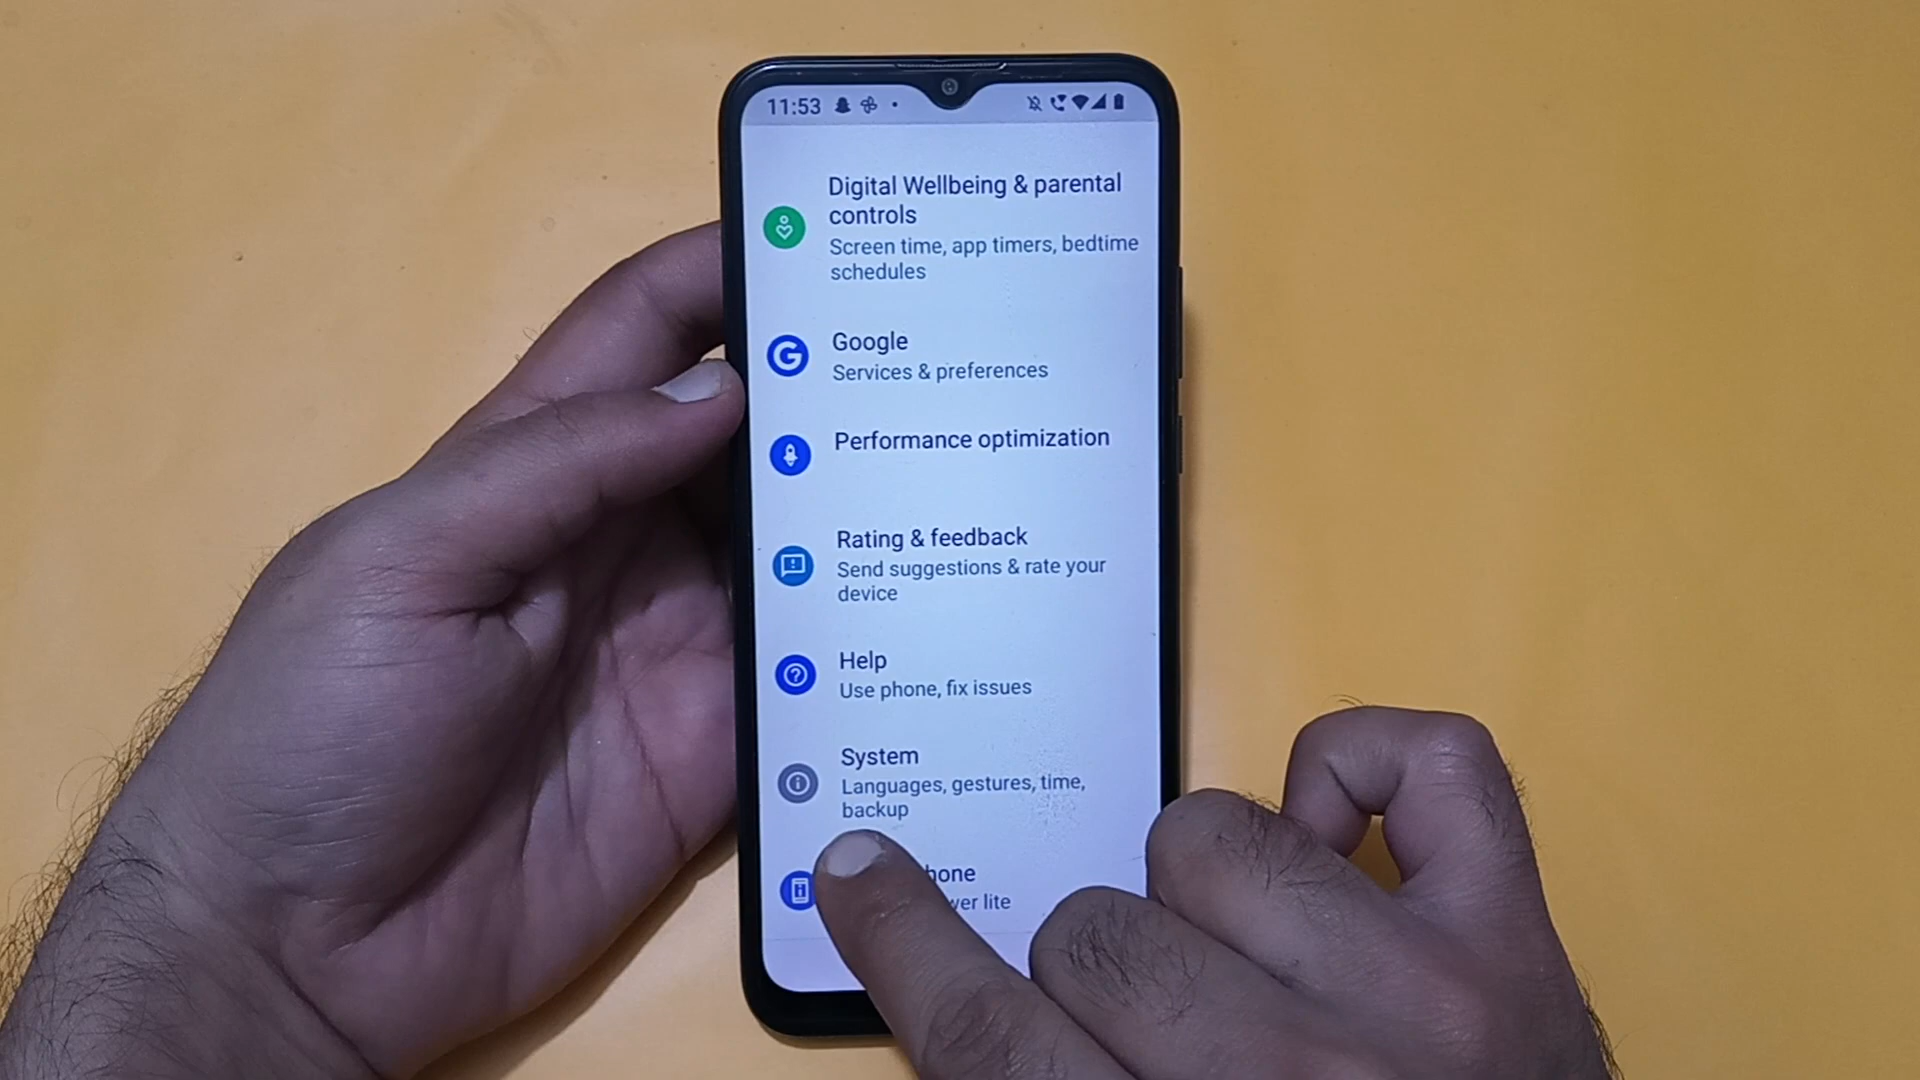 11:53
Digital Wellbeing & parental
controls
Screen time, app timers, bedtime
schedules
Google
Services & preferences
Performance optimization
Rating & feedback
Send suggestions & rate your
device
Help
Use phone, fix issues
System
Languages, gestures, time,
backup
lite